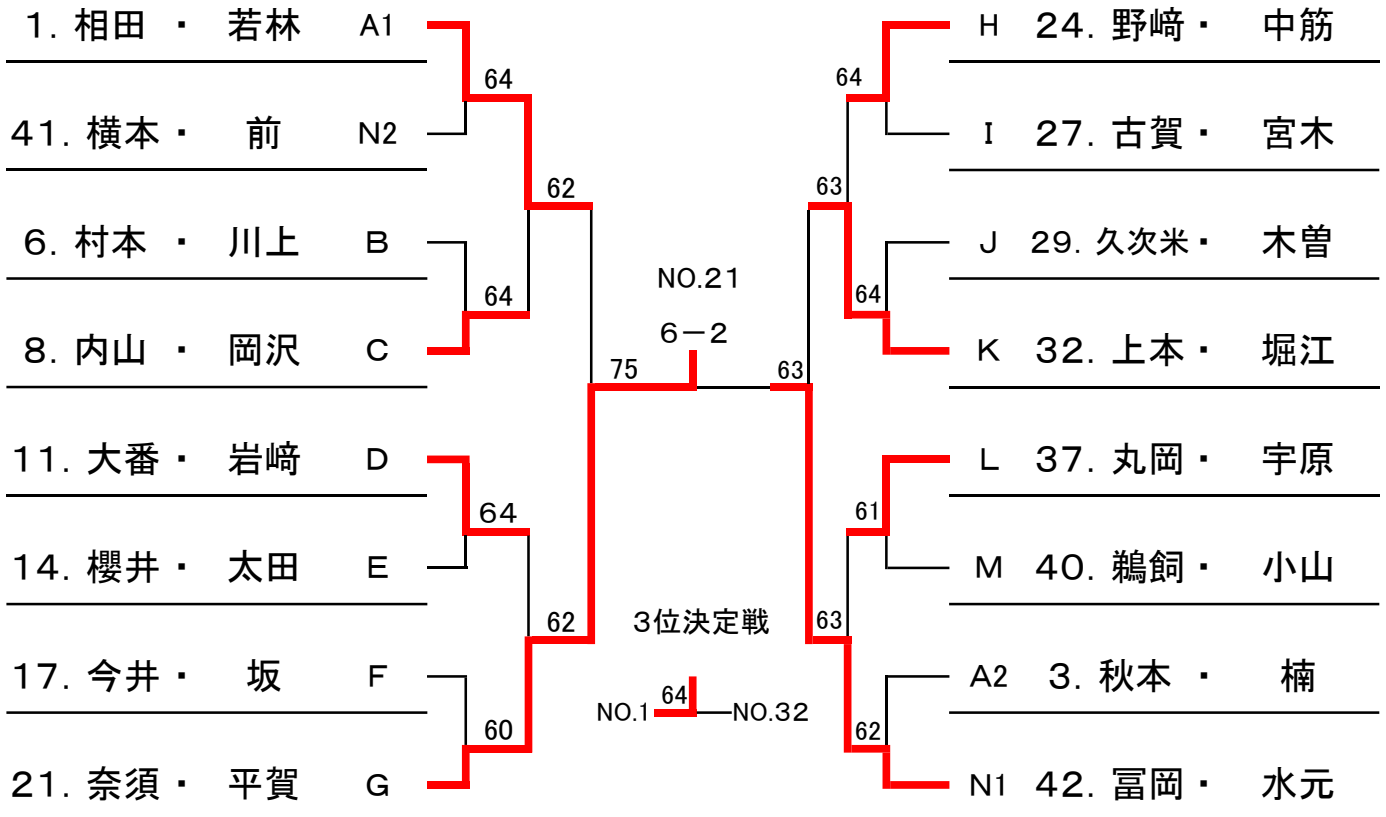 1. 相田 ・ 若林 A1
64
41. 横本・ 前 N2
62
6. 村本 ・ 川上 B
64
8. 内山 ・ 岡沢 C
75
11. 大番・ 岩﨑 D
64
14. 櫻井・ 太田 E
62
17. 今井・ 坂 F
60
21. 奈須・ 平賀 G
NO.21
6－2
3位決定戦
64
NO.1 NO.32
H 24. 野﨑・ 中筋
64
I 27. 古賀・ 宮木
63
J 29. 久次米・ 木曽
64
K 32. 上本・ 堀江
63
L 37. 丸岡・ 宇原
61
M 40. 鵜飼・ 小山
63
A2 3. 秋本 ・ 楠
62
N1 42. 冨岡・ 水元